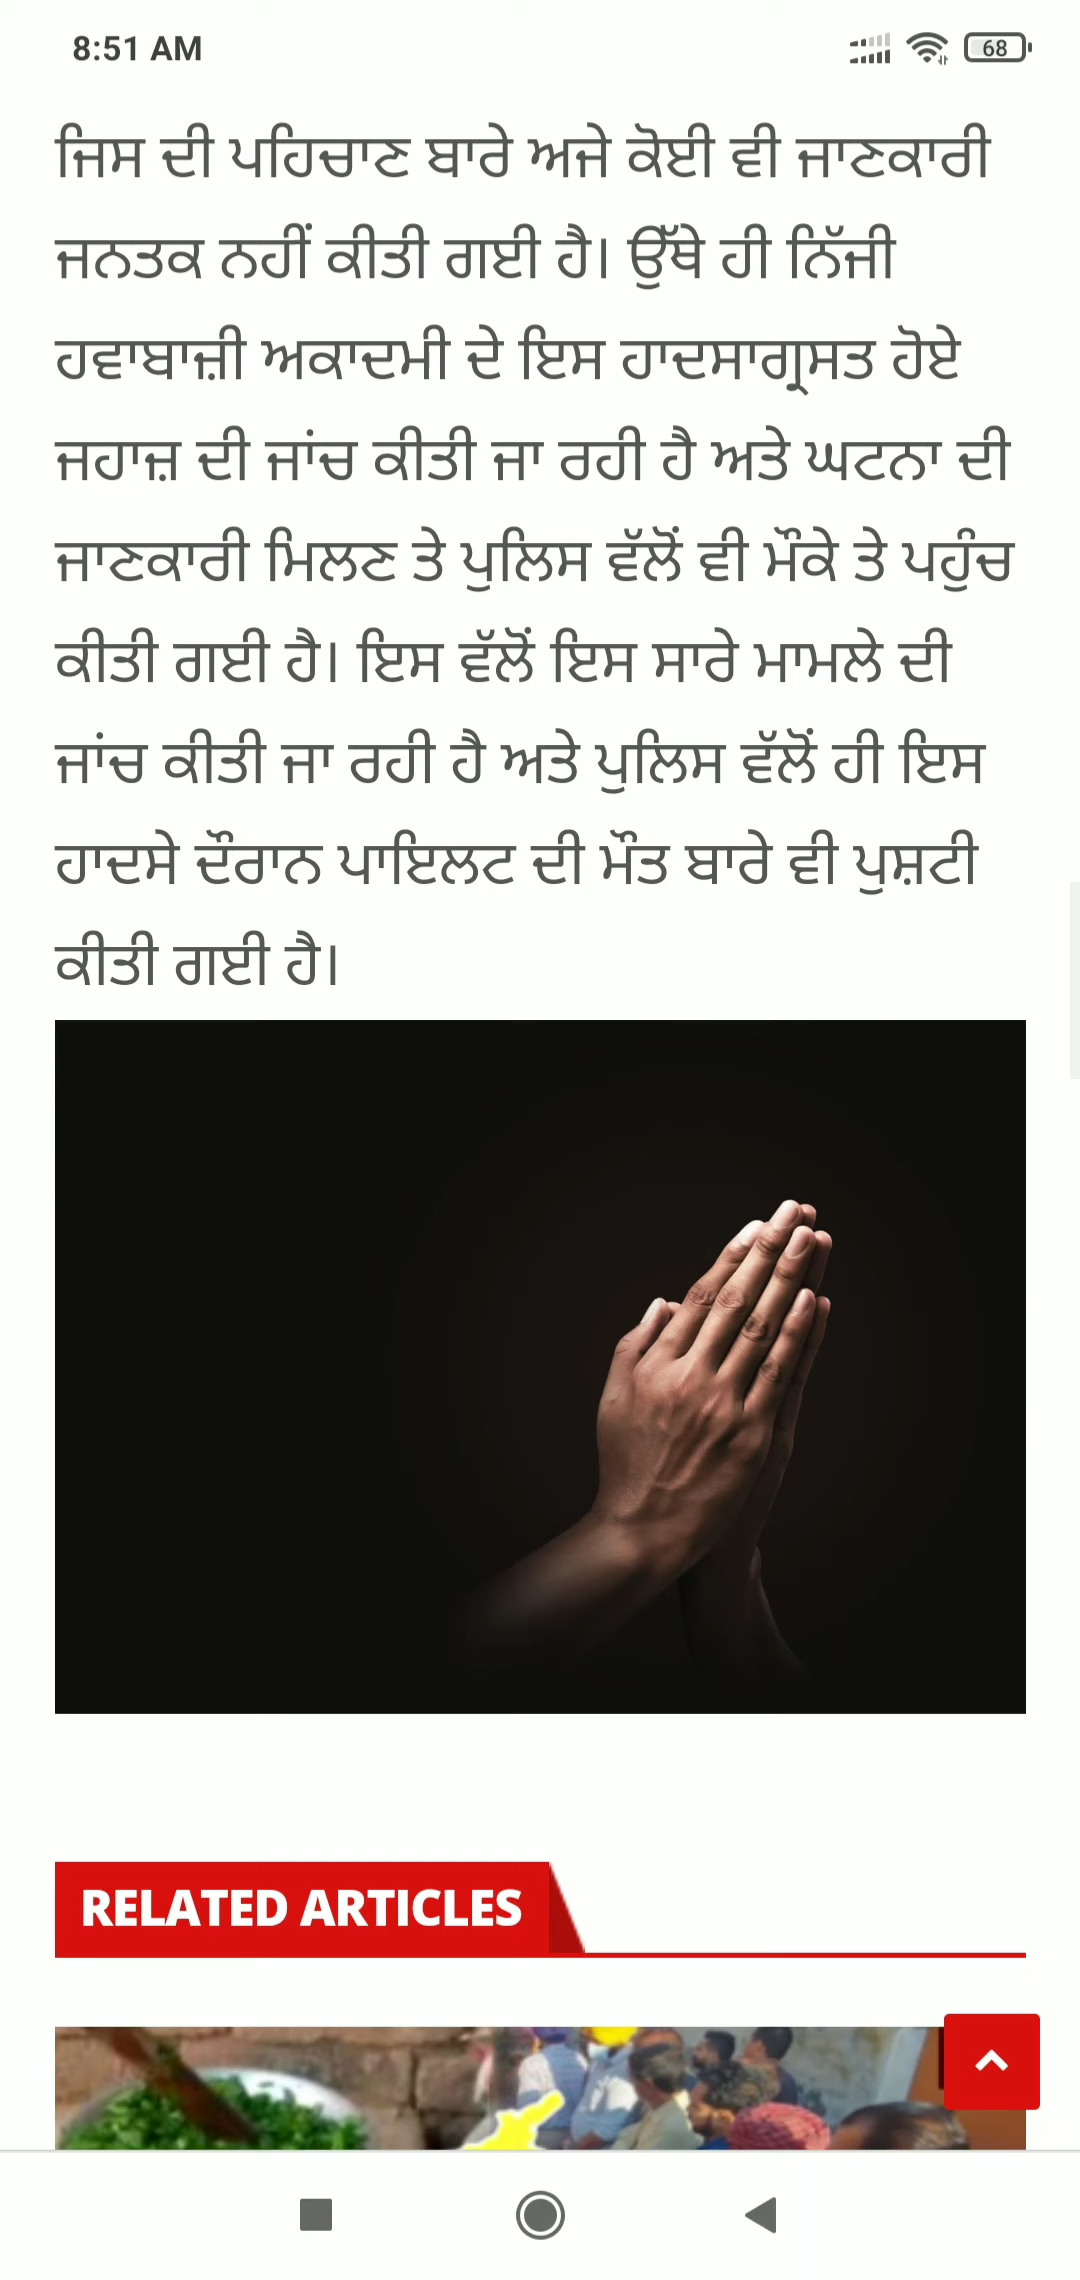 8:51 AM
68
ਜਿਸ ਦੀ ਪਹਿਚਾਣ ਬਾਰੇ ਅਜੇ ਕੋਈ ਵੀ ਜਾਣਕਾਰੀ
ਜਨਤਕ ਨਹੀਂ ਕੀਤੀ ਗਈ ਹੈ। ਉੱਥੇ ਹੀ ਨਿੱਜੀ
ਹਵਾਬਾਜ਼ੀ ਅਕਾਦਮੀ ਦੇ ਇਸ ਹਾਦਸਾਗ੍ਰਸਤ ਹੋਏ
ਜਹਾਜ਼ ਦੀ ਜਾਂਚ ਕੀਤੀ ਜਾ ਰਹੀ ਹੈ ਅਤੇ ਘਟਨਾ ਦੀ
ਜਾਣਕਾਰੀ ਮਿਲਣ ਤੇ ਪੁਲਿਸ ਵੱਲੋਂ ਵੀ ਮੌਕੇ ਤੇ ਪਹੁੰਚ
ਕੀਤੀ ਗਈ ਹੈ। ਇਸ ਵੱਲੋਂ ਇਸ ਸਾਰੇ ਮਾਮਲੇ ਦੀ
ਜਾਂਚ ਕੀਤੀ ਜਾ ਰਹੀ ਹੈ ਅਤੇ ਪੁਲਿਸ ਵੱਲੋਂ ਹੀ ਇਸ
ਹਾਦਸੇ ਦੌਰਾਨ ਪਾਇਲਟ ਦੀ ਮੌਤ ਬਾਰੇ ਵੀ ਪੁਸ਼ਟੀ
ਕੀਤੀ ਗਈ ਹੈ।
RELATED ARTICLES